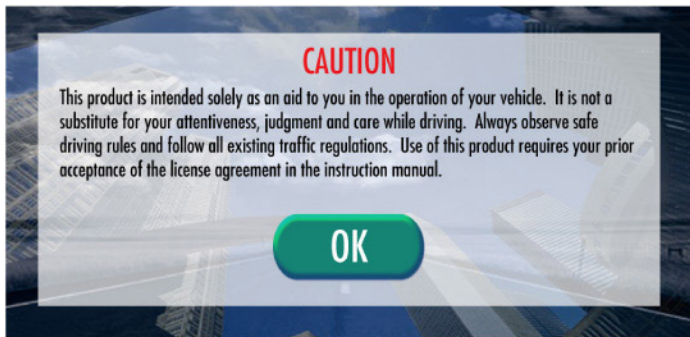 CAUTION
This product is intended solely as an aid to you in the operation of your vehicle.  It is not a
substitute for your attentiveness, judgment and care while driving.  Always observe safe
driving rules and follow all existing traffic regulations.  Use of this product requires your prior
acceptance of the license agreement in the instruction manual.
OK